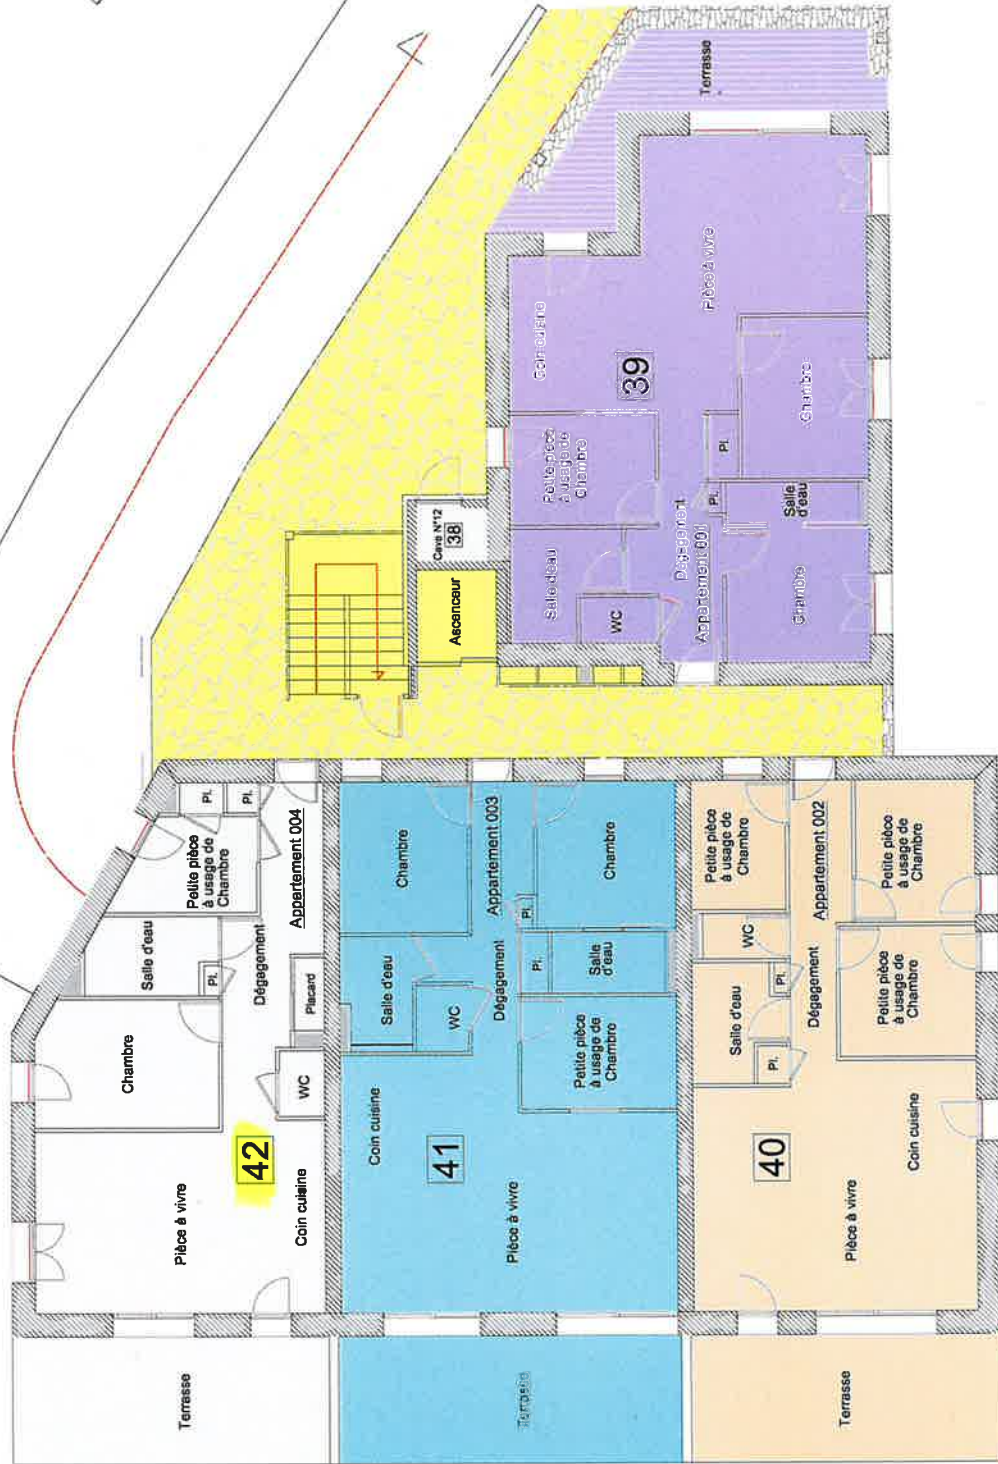 Terrasse
Pièce à vivre
Coin cuisine
42
Chambre
WC
Placard
Dégagement
Pl.
Salle d'eau
Petite pièce
à usage de
Chambre
Appartement 004
Pl.
Pl.
Terrasse
Pièce à vivre
Coin cuisine
41
WC
Salle d'eau
Dégagement
Petite pièce
à usage de
Chambre
Salle
d'eau
Pl.
Pl.
Chambre
Appartement 003
Chambre
Terrasse
Pièce à vivre
Coin cuisine
40
Pl.
Salle d'eau
Pl.
WC
Dégagement
Petite pièce
à usage de
Chambre
Petite pièce
à usage de
Chambre
Appartement 002
Petite pièce
à usage de
Chambre
Ascenceur
Cave N°12
38
Terrasse
Pièce à vivre
Coin cuisine
39
Petite pièce
à usage de
Chambre
Salle d'eau
WC
Dégagement
Appartement 001
Pl.
Pl.
Chambre
Salle
d'eau
Chambre